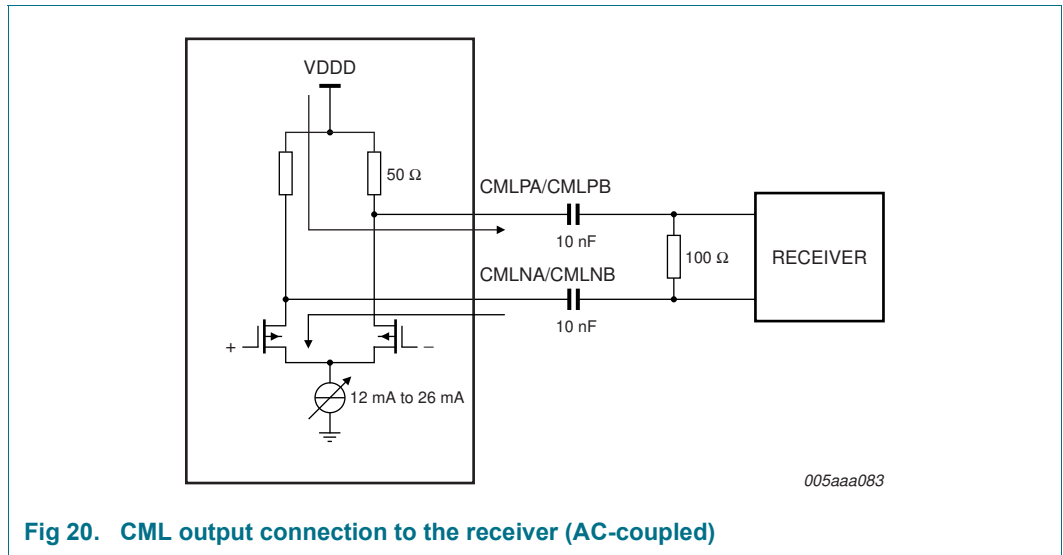 VDDD
50 Ω
CMLPA/CMLPB
10 nF
100 Ω
RECEIVER
CMLNA/CMLNB
10 nF
+
−
12 mA to 26 mA
005aaa083
Fig 20. CML output connection to the receiver (AC-coupled)